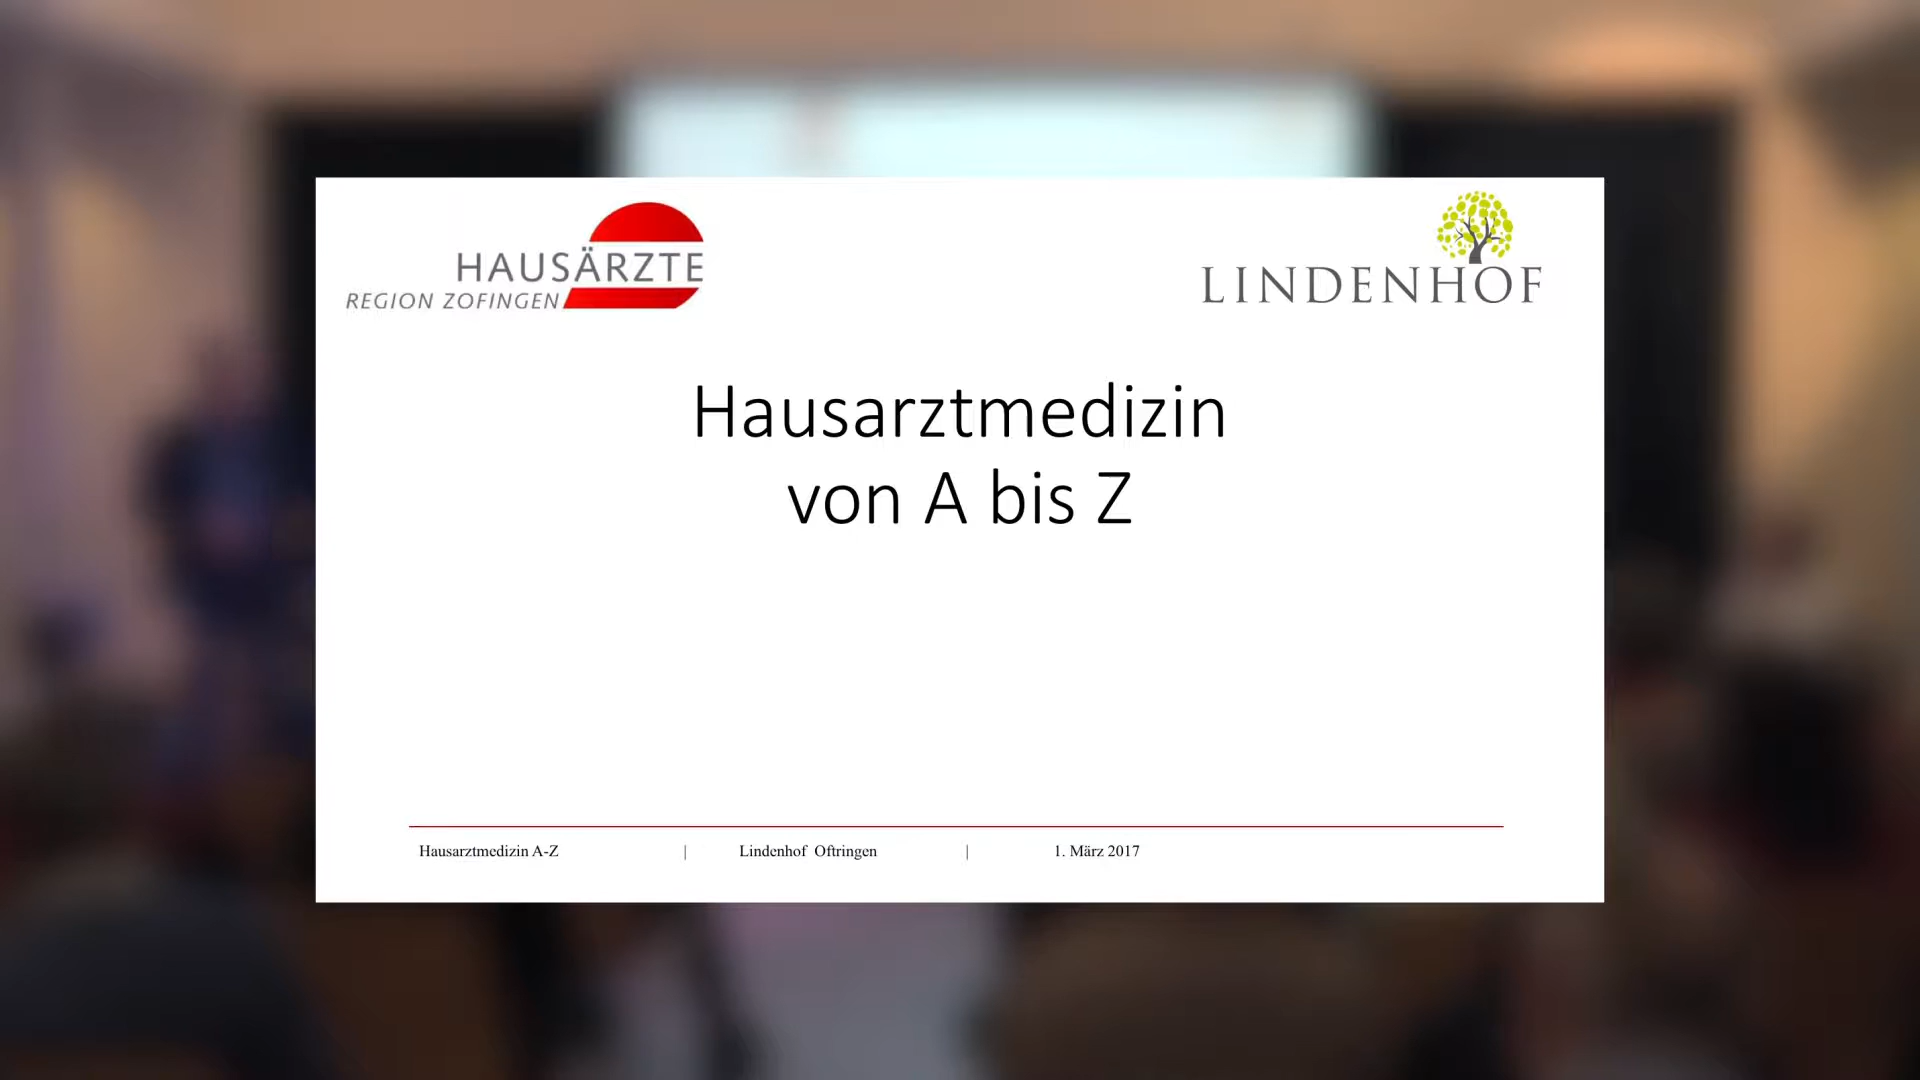 HAUSÄRZTE
REGION ZOFINGEN
LINDENHOF
Hausarztmedizin
von A bis Z
Hausarztmedizin A-Z | Lindenhof Oftringen | 1. März 2017